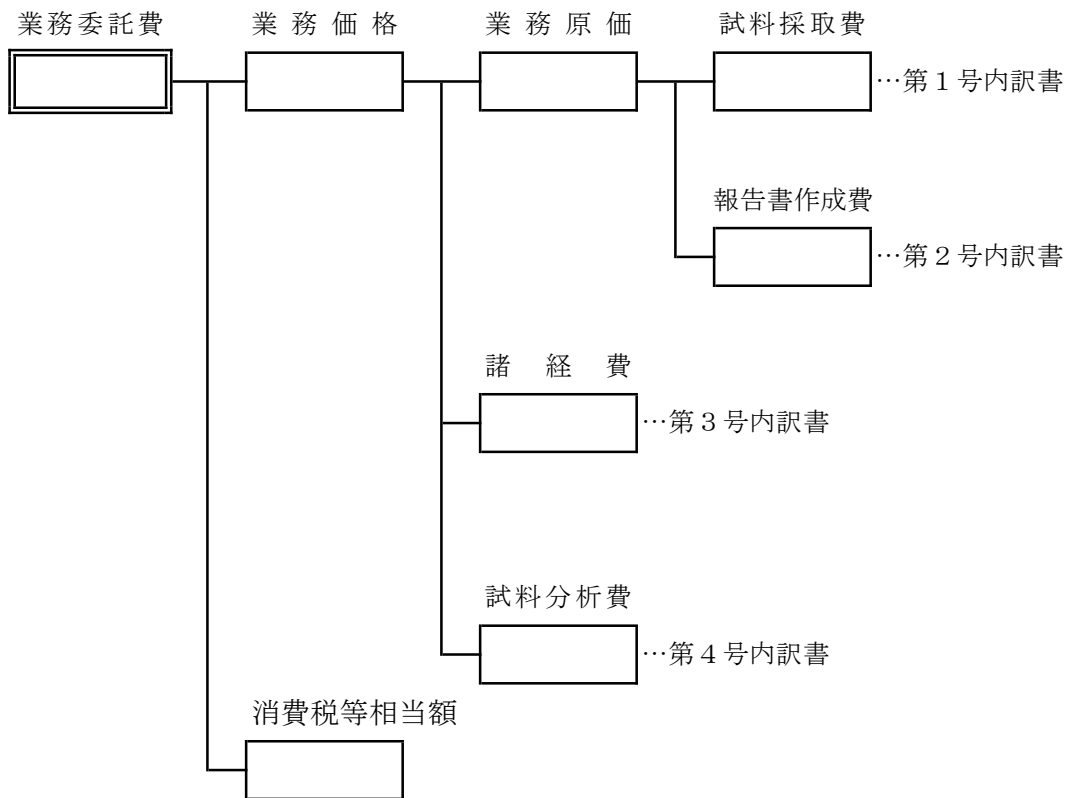 業務委託費 業務価格 業務原価 試料採取費
…第１号内訳書
報告書作成費
…第２号内訳書
諸経費
…第３号内訳書
試料分析費
…第４号内訳書
消費税等相当額